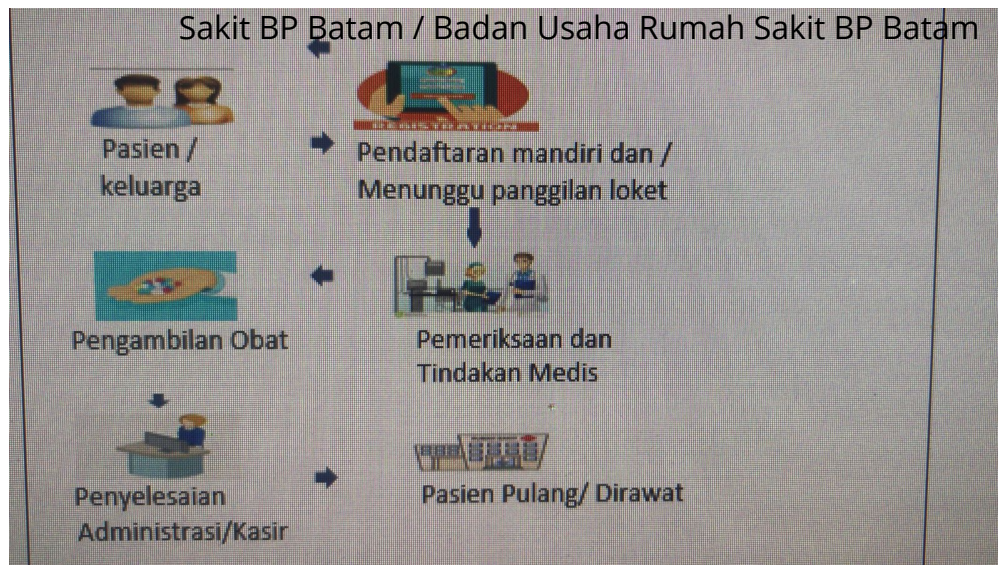 Sakit BP Batam / Badan Usaha Rumah Sakit BP Batam
REGISTRATION
Pasien /
keluarga
Pendaftaran mandiri dan /
Menunggu panggilan loket
Pengambilan Obat
Pemeriksaan dan
Tindakan Medis
Penyelesaian
Administrasi/Kasir
Pasien Pulang/ Dirawat